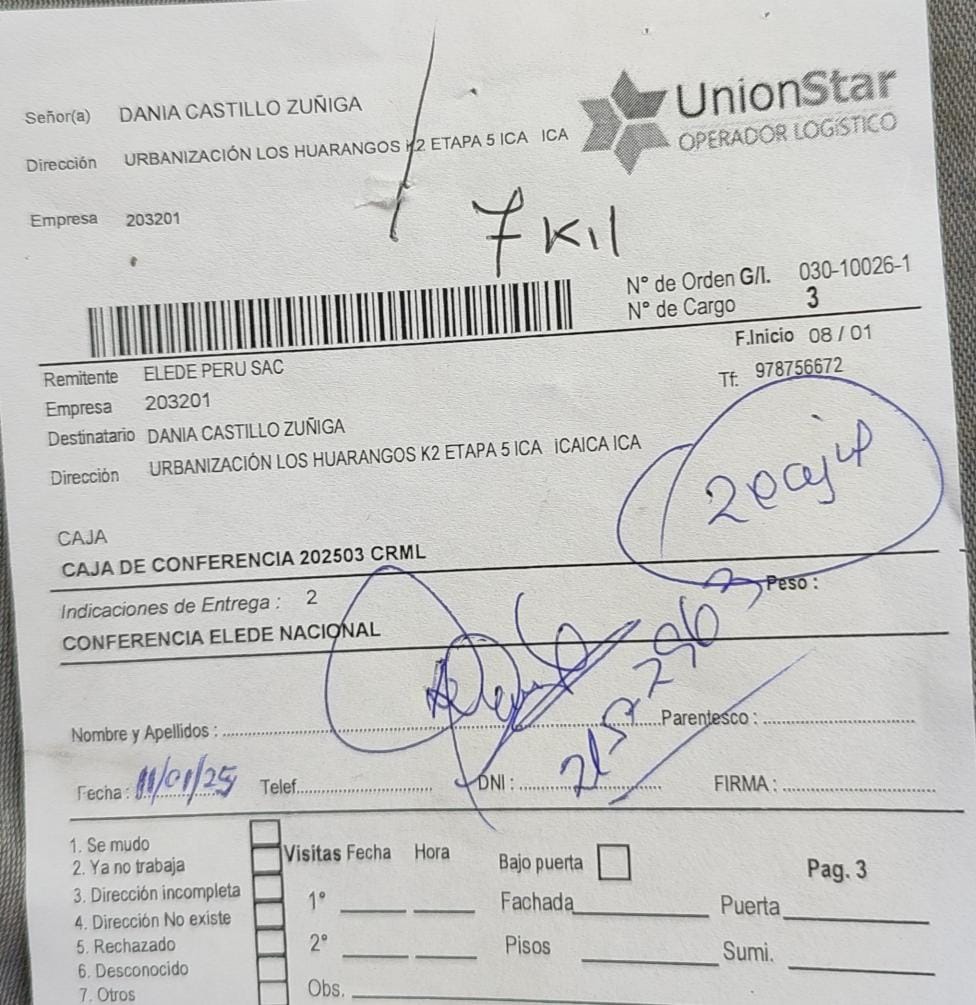 UnionStar
OPERADOR LOGÍSTICO
Señor(a) DANIA CASTILLO ZUÑIGA
Dirección URBANIZACIÓN LOS HUARANGOS K2 ETAPA 5 ICA ICA
Empresa 203201
7 Kil
N° de Orden G/I. 030-10026-1
N° de Cargo 3
F.Inicio 08 / 01
Remitente ELEDE PERU SAC
Tf: 978756672
Empresa 203201
Destinatario DANIA CASTILLO ZUÑIGA
Dirección URBANIZACIÓN LOS HUARANGOS K2 ETAPA 5 ICA ICAICA ICA
CAJA
CAJA DE CONFERENCIA 202503 CRML
Indicaciones de Entrega : 2 Peso :
CONFERENCIA ELEDE NACIONAL
Nombre y Apellidos : Parentesco :
Fecha : 11/01/25 Telef. DNI : FIRMA :
1. Se mudo
2. Ya no trabaja
3. Dirección incompleta
4. Dirección No existe
5. Rechazado
6. Desconocido
7. Otros
Visitas Fecha Hora
1°
2°
Obs.
Bajo puerta
Fachada
Pisos
Pag. 3
Puerta
Sumi.